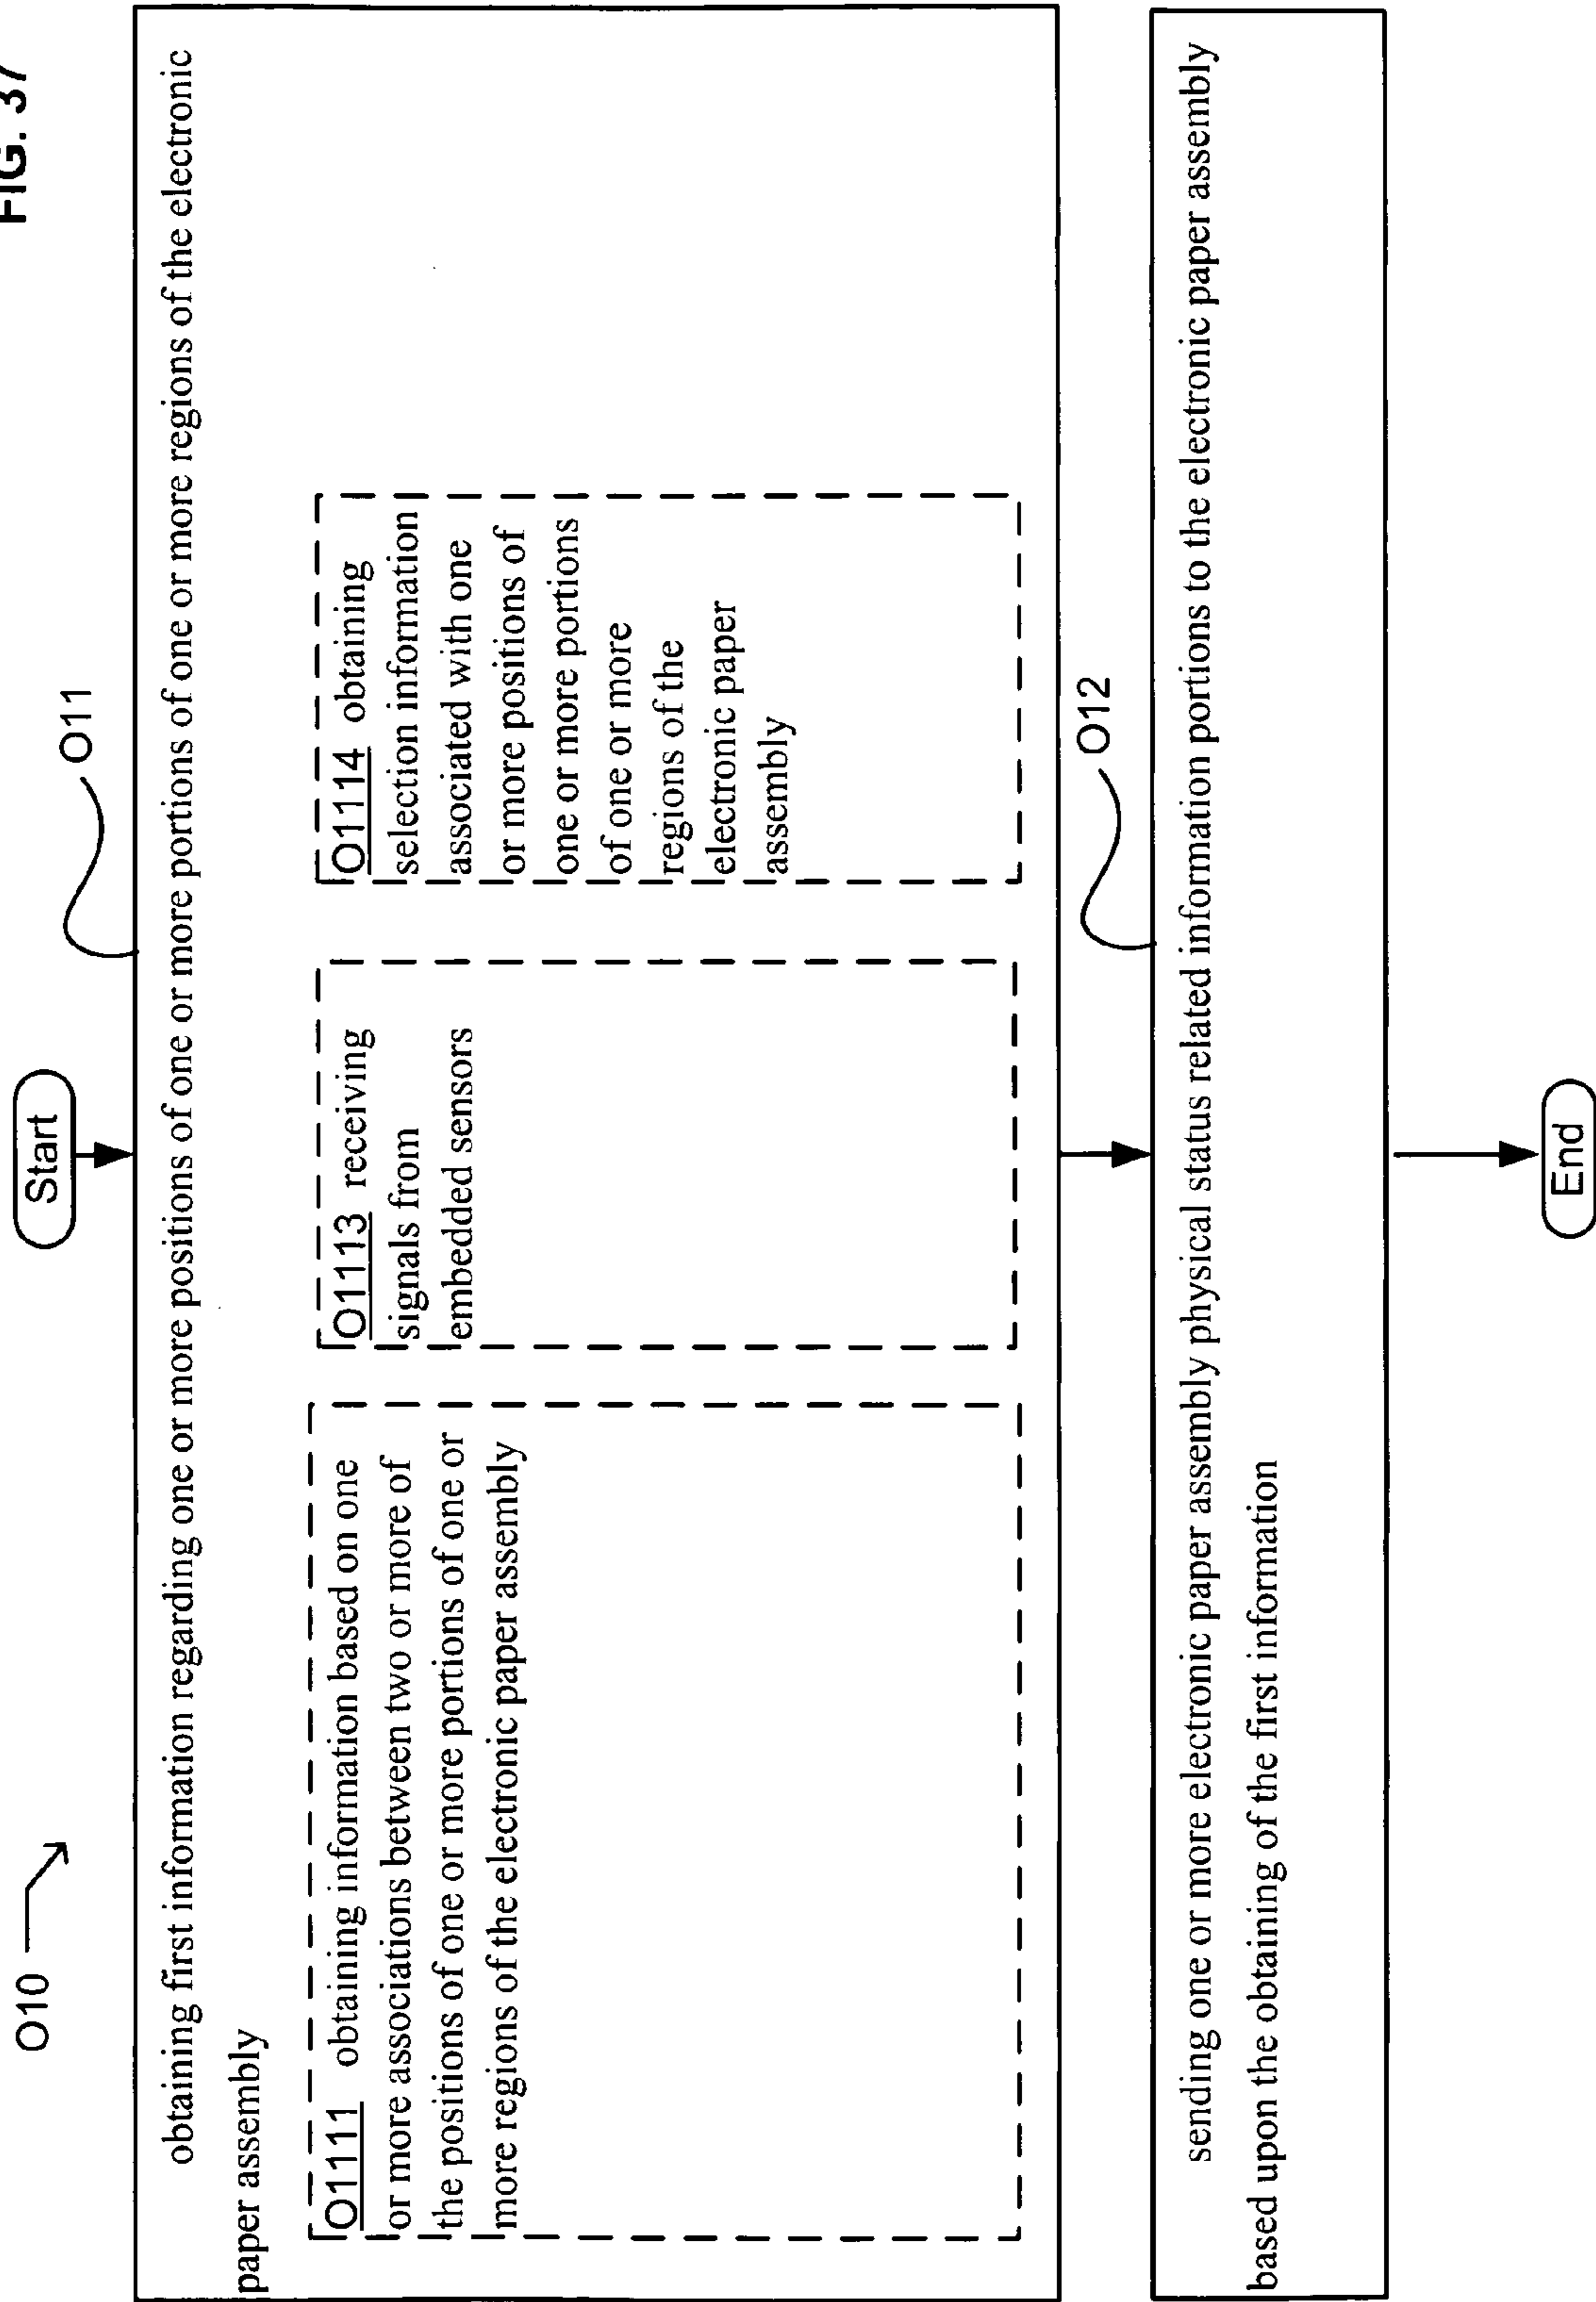 FIG. 37
O10
Start
O11
obtaining first information regarding one or more positions of one or more portions of one or more regions of the electronic
paper assembly
O1111 obtaining information based on one
or more associations between two or more of
the positions of one or more portions of one or
more regions of the electronic paper assembly
O1113 receiving
signals from
embedded sensors
O1114 obtaining
selection information
associated with one
or more positions of
one or more portions
of one or more
regions of the
electronic paper
assembly
O12
sending one or more electronic paper assembly physical status related information portions to the electronic paper assembly
based upon the obtaining of the first information
End